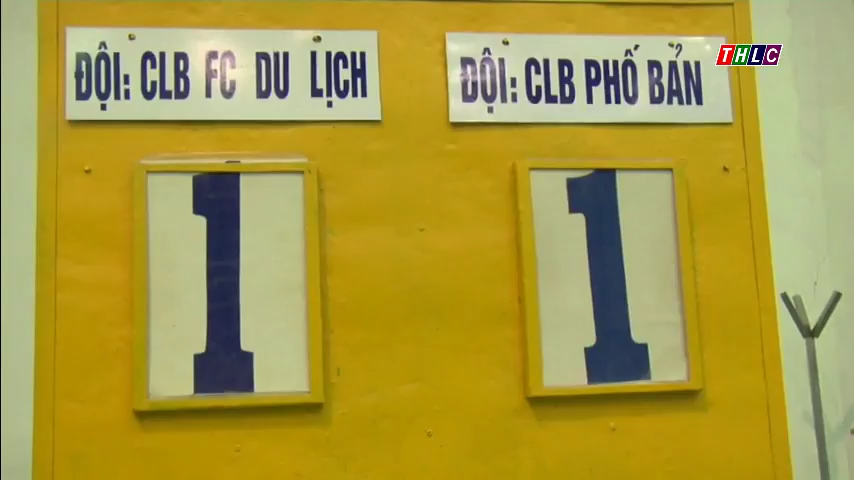 THLC
ĐỘI: CLB FC DU LỊCH
ĐỘI: CLB PHỐ BẢN
1
1